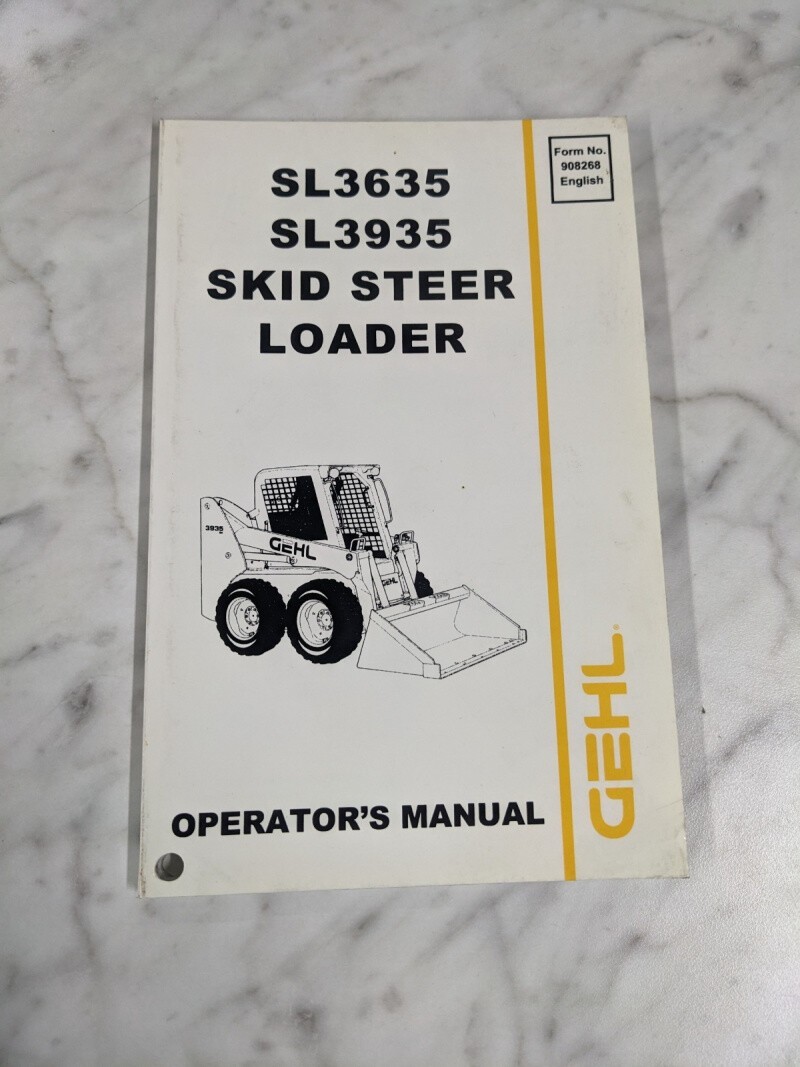 SL3635
SL3935
SKID STEER
LOADER
Form No.
908268
English
3935
GEHL
GEHL
OPERATOR'S MANUAL
GEHL®